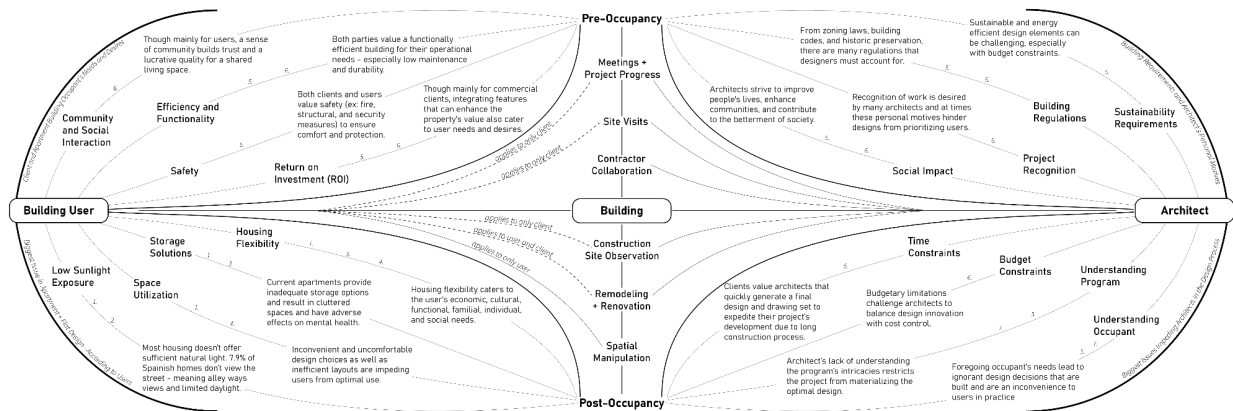 Pre-Occupancy
Though mainly for users, a sense
of community builds trust and a
lucrative quality for a shared
living space.
Both parties value a functionally
efficient building for their operational
needs - especially low maintenance
and durability.
Both clients and users
value safety (ex: fire,
structural, and security
measures) to ensure
comfort and protection.
Though mainly for commercial
clients, integrating features
that can enhance the
property's value also cater
to user needs and desires.
Client and Apartment Building Occupant's Needs and Desires
Community
and Social
Interaction
Efficiency and
Functionality
Safety
Return on
Investment (ROI)
Meetings +
Project Progress
Site Visits
Contractor
Collaboration
applies to only client
applies to only client
From zoning laws, building
codes, and historic preservation,
there are many regulations that
designers must account for.
Sustainable and energy
efficient design elements can
be challenging, especially
with budget constraints.
Architects strive to improve
people's lives, enhance
communities, and contribute
to the betterment of society.
Recognition of work is desired
by many architects and at times
these personal motives hinder
designs from prioritizing users.
Building
Regulations
Sustainability
Requirements
Social Impact
Project
Recognition
Building Requirements and Architect's Personal Motives
Building User
Building
Architect
Biggest Issue in Apartment + Flat Design - According to Users
Low Sunlight
Exposure
Storage
Solutions
Space
Utilization
Housing
Flexibility
Current apartments provide
inadequate storage options
and result in cluttered
spaces and have adverse
effects on mental health.
Housing flexibility caters to
the user's economic, cultural,
functional, familial, individual,
and social needs.
Most housing doesn't offer
sufficient natural light. 7.9% of
Spainish homes don't view the
street - meaning alley ways
views and limited daylight.
Inconvenient and uncomfortable
design choices as well as
inefficient layouts are impeding
users from optimal use.
applies to only client
applies to user and client
applies to only user
Construction
Site Observation
Remodeling
+ Renovation
Spatial
Manipulation
Time
Constraints
Budget
Constraints
Understanding
Program
Understanding
Occupant
Clients value architects that
quickly generate a final
design and drawing set to
expedite their project's
development due to long
construction process.
Budgetary limitations
challenge architects to
balance design innovation
with cost control.
Architect's lack of understanding
the program's intricacies restricts
the project from materializing the
optimal design.
Foregoing occupant's needs lead to
ignorant design decisions that are
built and are an inconvenience to
users in practice
Biggest Issues Impeding Architects in the Design Process
Post-Occupancy